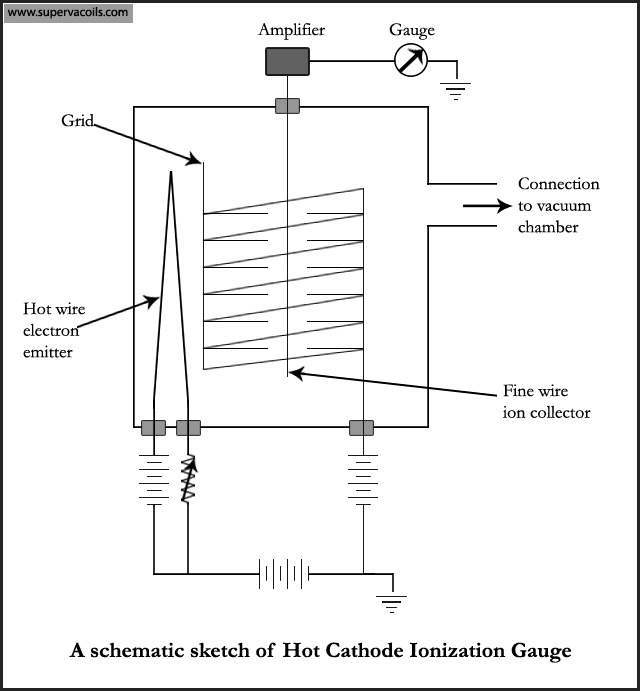 www.supervacoils.com
Amplifier
Gauge
Grid
Connection
to vacuum
chamber
Hot wire
electron
emitter
Fine wire
ion collector
A schematic sketch of Hot Cathode Ionization Gauge